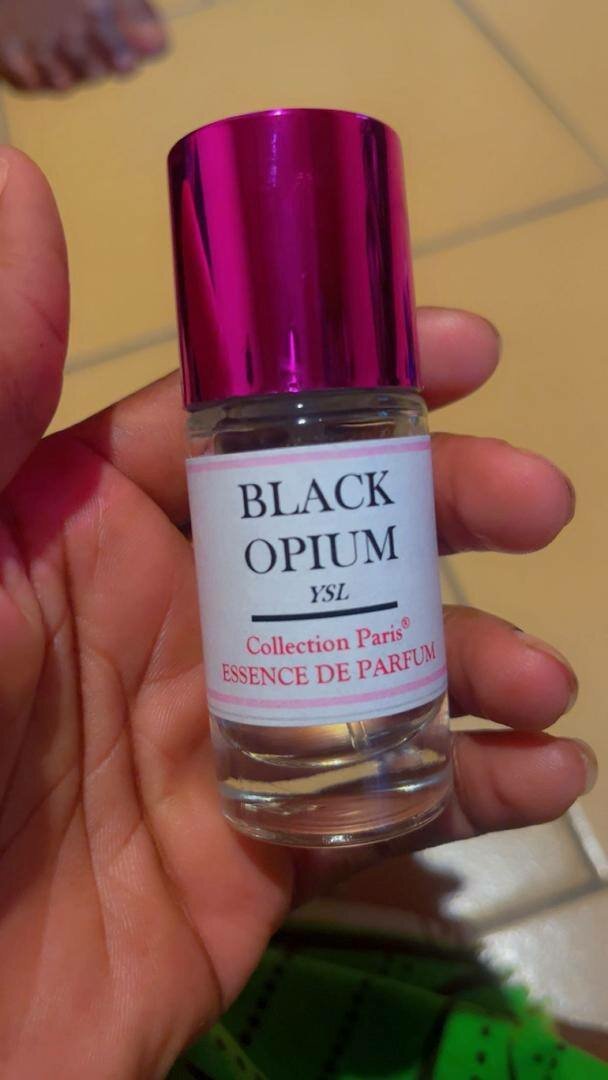 BLACK
OPIUM
YSL
Collection Paris®
ESSENCE DE PARFUM